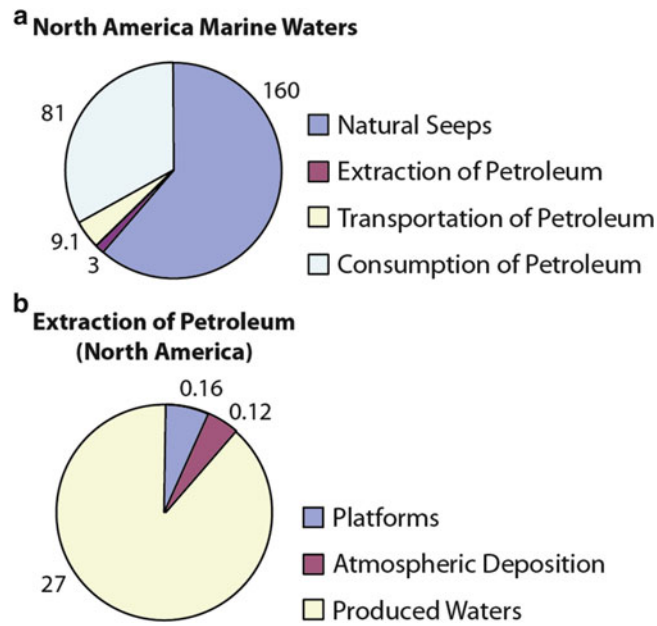 a
North America Marine Waters
160
81
9.1
3
Natural Seeps
Extraction of Petroleum
Transportation of Petroleum
Consumption of Petroleum
b
Extraction of Petroleum
(North America)
0.16
0.12
27
Platforms
Atmospheric Deposition
Produced Waters